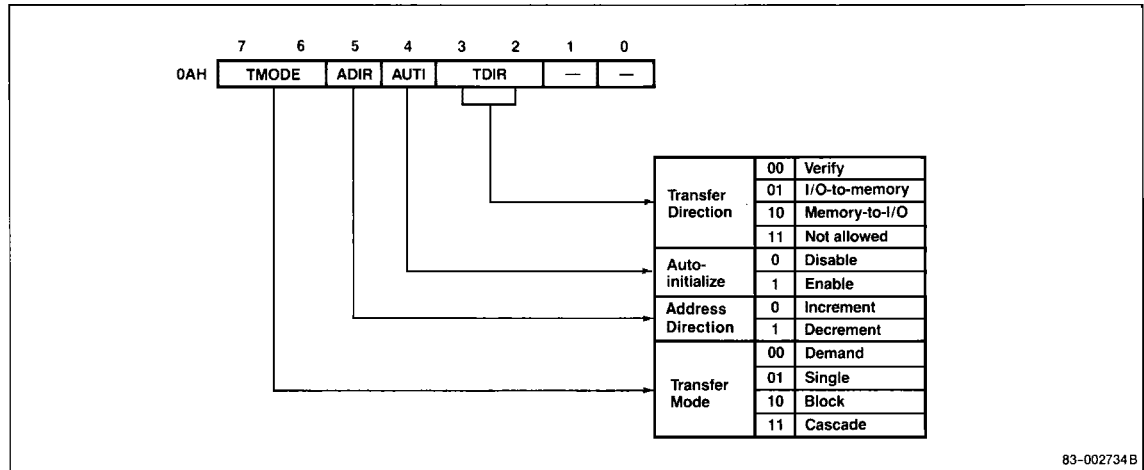 7 6 5 4 3 2 1 0
0AH TMODE ADIR AUTI TDIR — —
Transfer Direction
00 Verify
01 I/O-to-memory
10 Memory-to-I/O
11 Not allowed
Auto-initialize
0 Disable
1 Enable
Address Direction
0 Increment
1 Decrement
Transfer Mode
00 Demand
01 Single
10 Block
11 Cascade
83-002734B